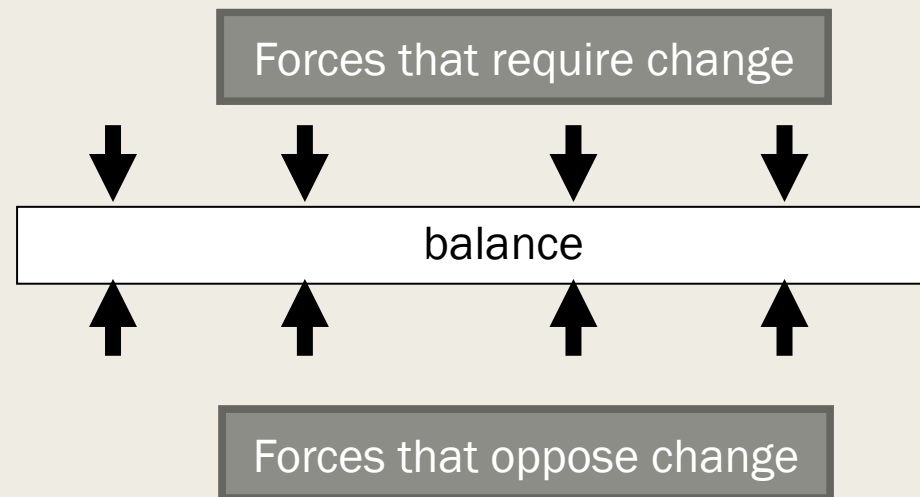 Forces that require change
balance
Forces that oppose change